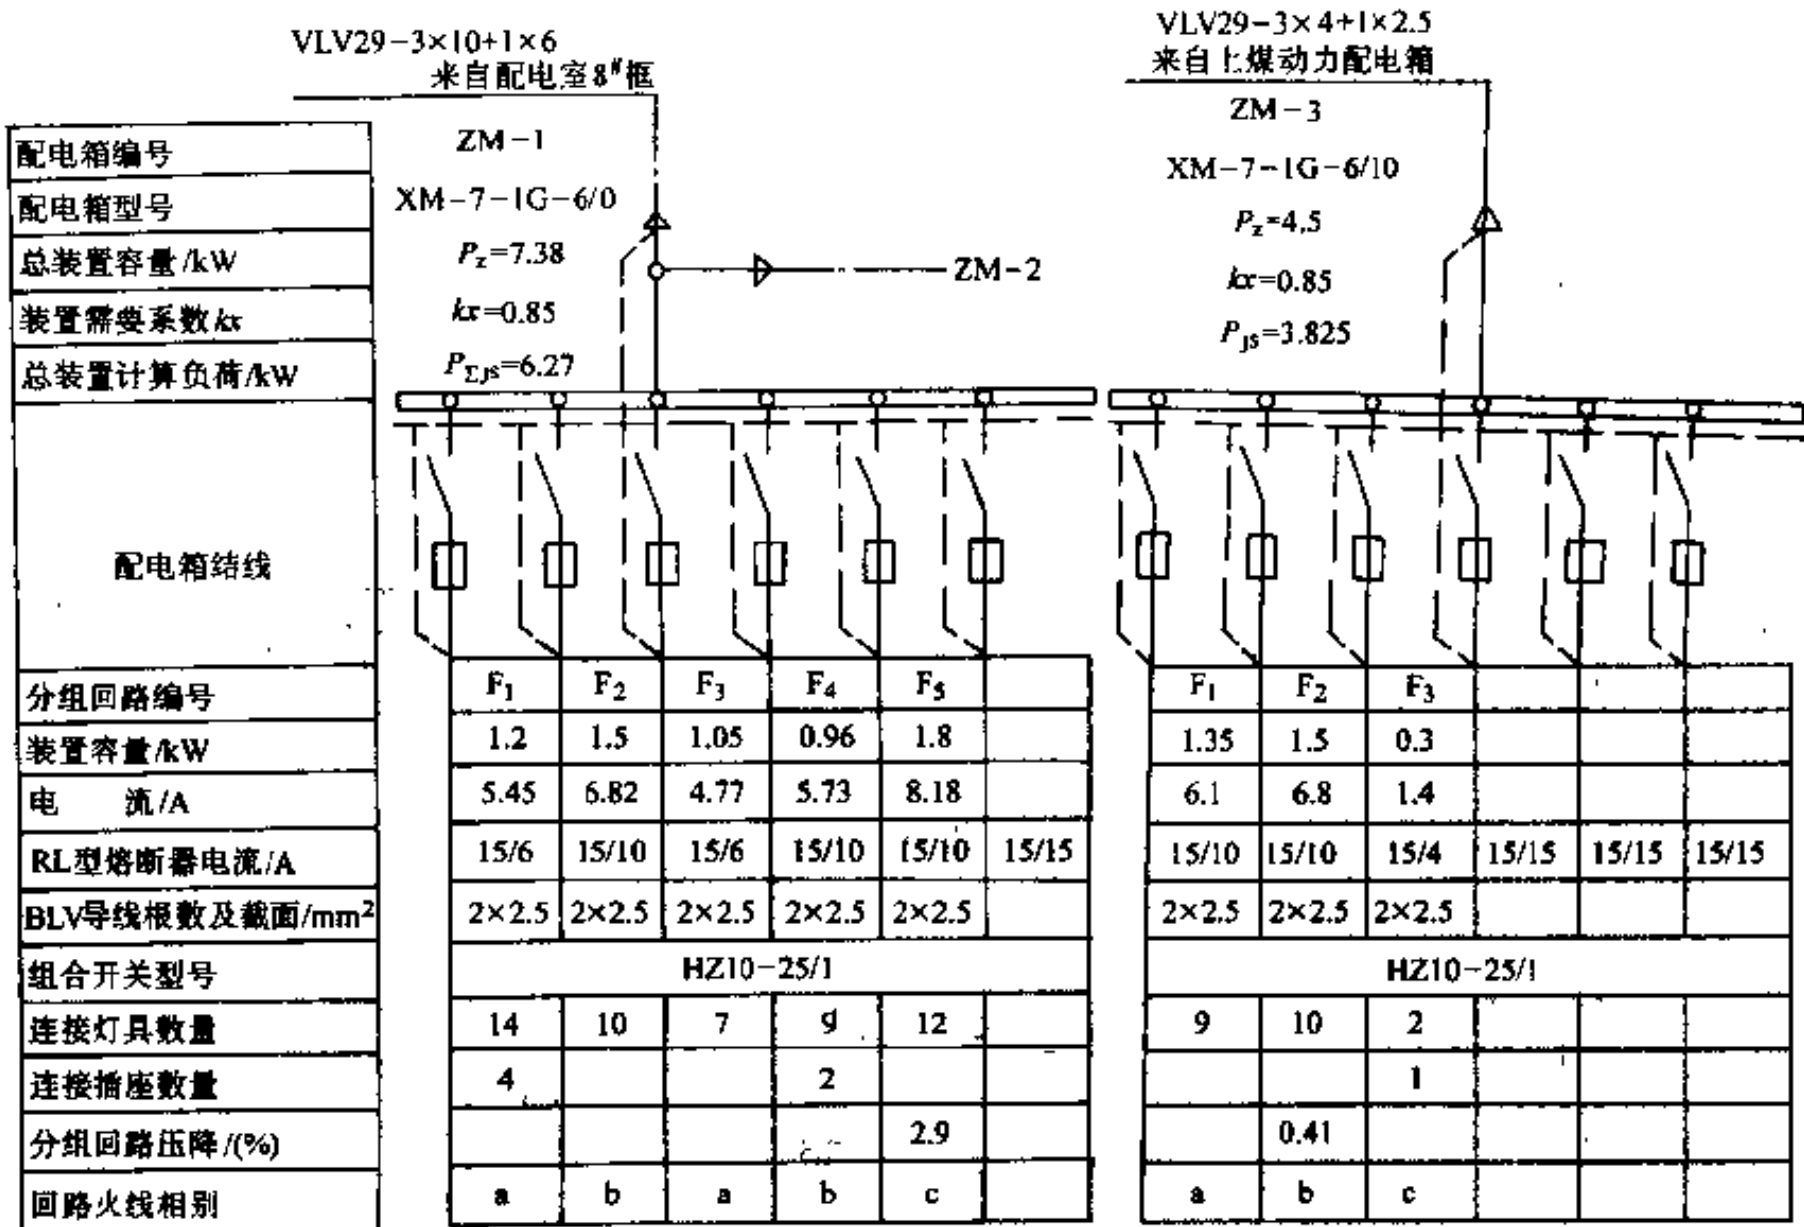 VLV29-3×10+1×6
来自配电室8#框
VLV29-3×4+1×2.5
来自上煤动力配电箱
配电箱编号 ZM-1 ZM-3
配电箱型号 XM-7-1G-6/0 XM-7-1G-6/10
总装置容量/kW Pz=7.38 Pz=4.5
ZM-2
装置需要系数kx kx=0.85 kx=0.85
总装置计算负荷/kW PΣjs=6.27 Pjs=3.825
配电箱结线
分组回路编号 F1 F2 F3 F4 F5 F1 F2 F3
装置容量/kW 1.2 1.5 1.05 0.96 1.8 1.35 1.5 0.3
电 流/A 5.45 6.82 4.77 5.73 8.18 6.1 6.8 1.4
RL型熔断器电流/A 15/6 15/10 15/6 15/10 15/10 15/15 15/10 15/10 15/4 15/15 15/15 15/15
BLV导线根数及截面/mm² 2×2.5 2×2.5 2×2.5 2×2.5 2×2.5 2×2.5 2×2.5 2×2.5
组合开关型号 HZ10-25/1 HZ10-25/1
连接灯具数量 14 10 7 9 12 9 10 2
连接插座数量 4 2 1
分组回路压降/(%) 2.9 0.41
回路火线相别 a b a b c a b c